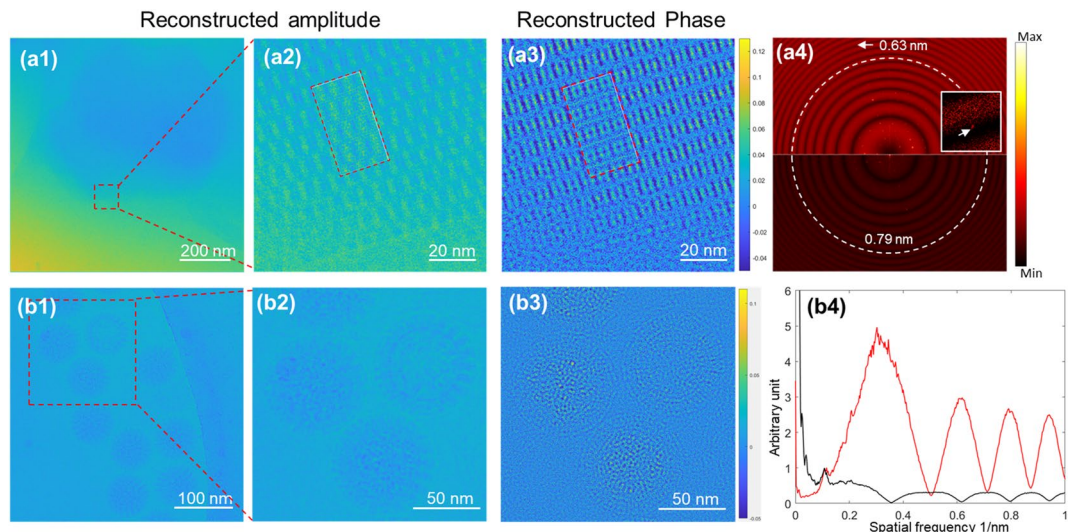 Reconstructed amplitude
Reconstructed Phase
(a1)
200 nm
(a2)
20 nm
(a3)
20 nm
0.12
0.1
0.08
0.06
0.04
0.02
0
-0.02
-0.04
(a4)
0.63 nm
0.79 nm
Max
Min
(b1)
100 nm
(b2)
50 nm
(b3)
50 nm
0.1
0.05
0
-0.05
(b4)
Arbitrary unit
6
5
4
3
2
1
0
0
0.2
0.4
0.6
0.8
1
Spatial frequency 1/nm